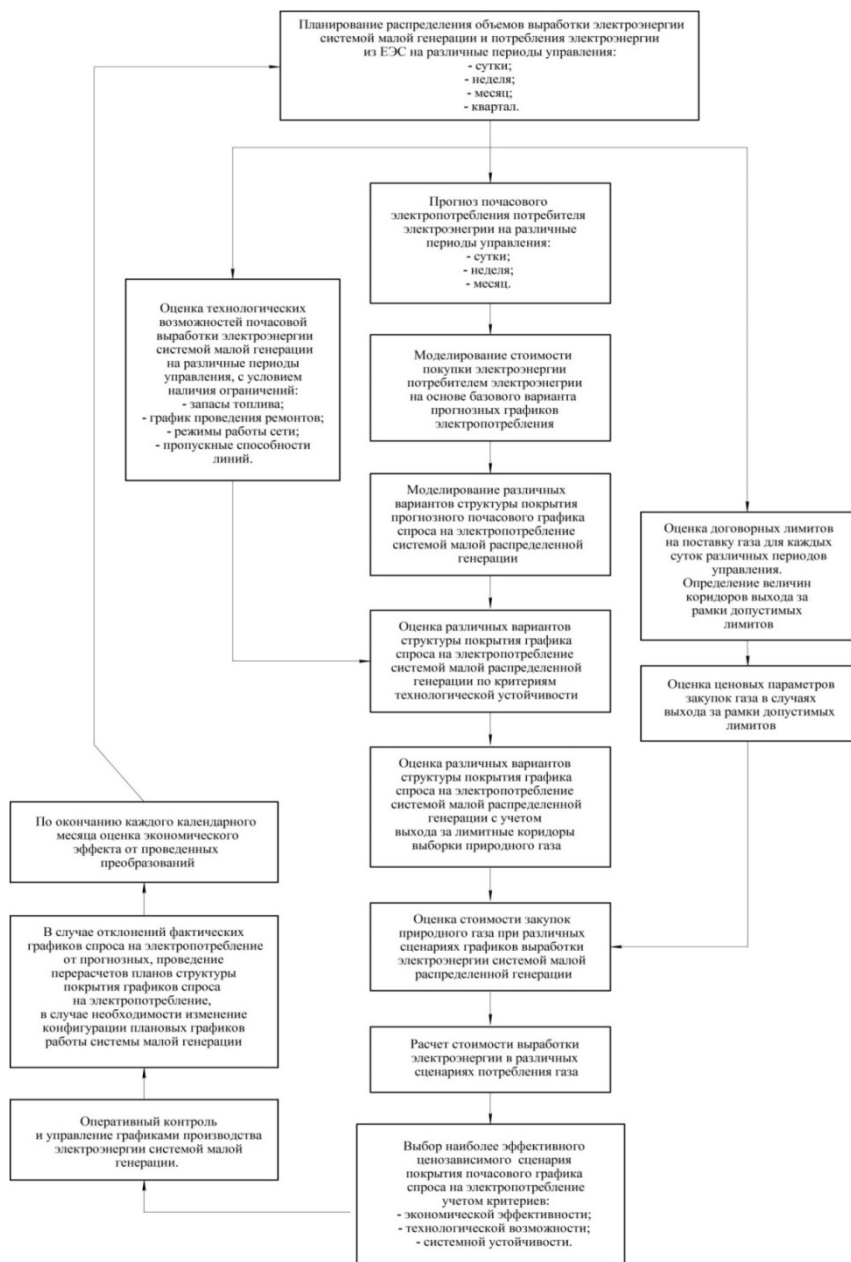 Планирование распределения объемов выработки электроэнергии
системой малой генерации и потребления электроэнергии
из ЕЭС на различные периоды управления:
- сутки;
- неделя;
- месяц;
- квартал.
Прогноз почасового
электропотребления потребителя
электроэнегрии на различные
периоды управления:
- сутки;
- неделя;
- месяц.
Оценка технологических
возможностей почасовой
выработки электроэнергии
системой малой генерации
на различные периоды
управления, с условием
наличия ограничений:
- запасы топлива;
- график проведения ремонтов;
- режимы работы сети;
- пропускные способности
линий.
Моделирование стоимости
покупки электроэнергии
потребителем электроэнегрии
на основе базового варианта
прогнозных графиков
электропотребления
Моделирование различных
вариантов структуры покрытия
прогнозного почасового графика
спроса на электропотребление
системой малой распределенной
генерации
Оценка договорных лимитов
на поставку газа для каждых
суток различных периодов
управления.
Определение величин
коридоров выхода за
рамки допустимых
лимитов
Оценка различных вариантов
структуры покрытия графика
спроса на электропотребление
системой малой распределенной
генерации по критериям
технологической устойчивости
Оценка ценовых параметров
закупок газа в случаях
выхода за рамки допустимых
лимитов
Оценка различных вариантов
структуры покрытия графика
спроса на электропотребление
системой малой распределенной
генерации с учетом
выхода за лимитные коридоры
выборки природного газа
По окончанию каждого календарного
месяца оценка экономического
эффекта от проведенных
преобразований
Оценка стоимости закупок
природного газа при различных
сценариях графиков выработки
электроэнергии системой малой
распределенной генерации
В случае отклонений фактических
графиков спроса на электропотребление
от прогнозных, проведение
перерасчетов планов структуры
покрытия графиков спроса
на электропотребление,
в случае необходимости изменение
конфигурации плановых графиков
работы системы малой генерации
Расчет стоимости выработки
электроэнергии в различных
сценариях потребления газа
Оперативный контроль
и управление графиками производства
электроэнергии системой малой
генерации.
Выбор наиболее эффективного
ценозависимого сценария
покрытия почасового графика
спроса на электропотребление
учетом критериев:
- экономической эффективности;
- технологической возможности;
- системной устойчивости.